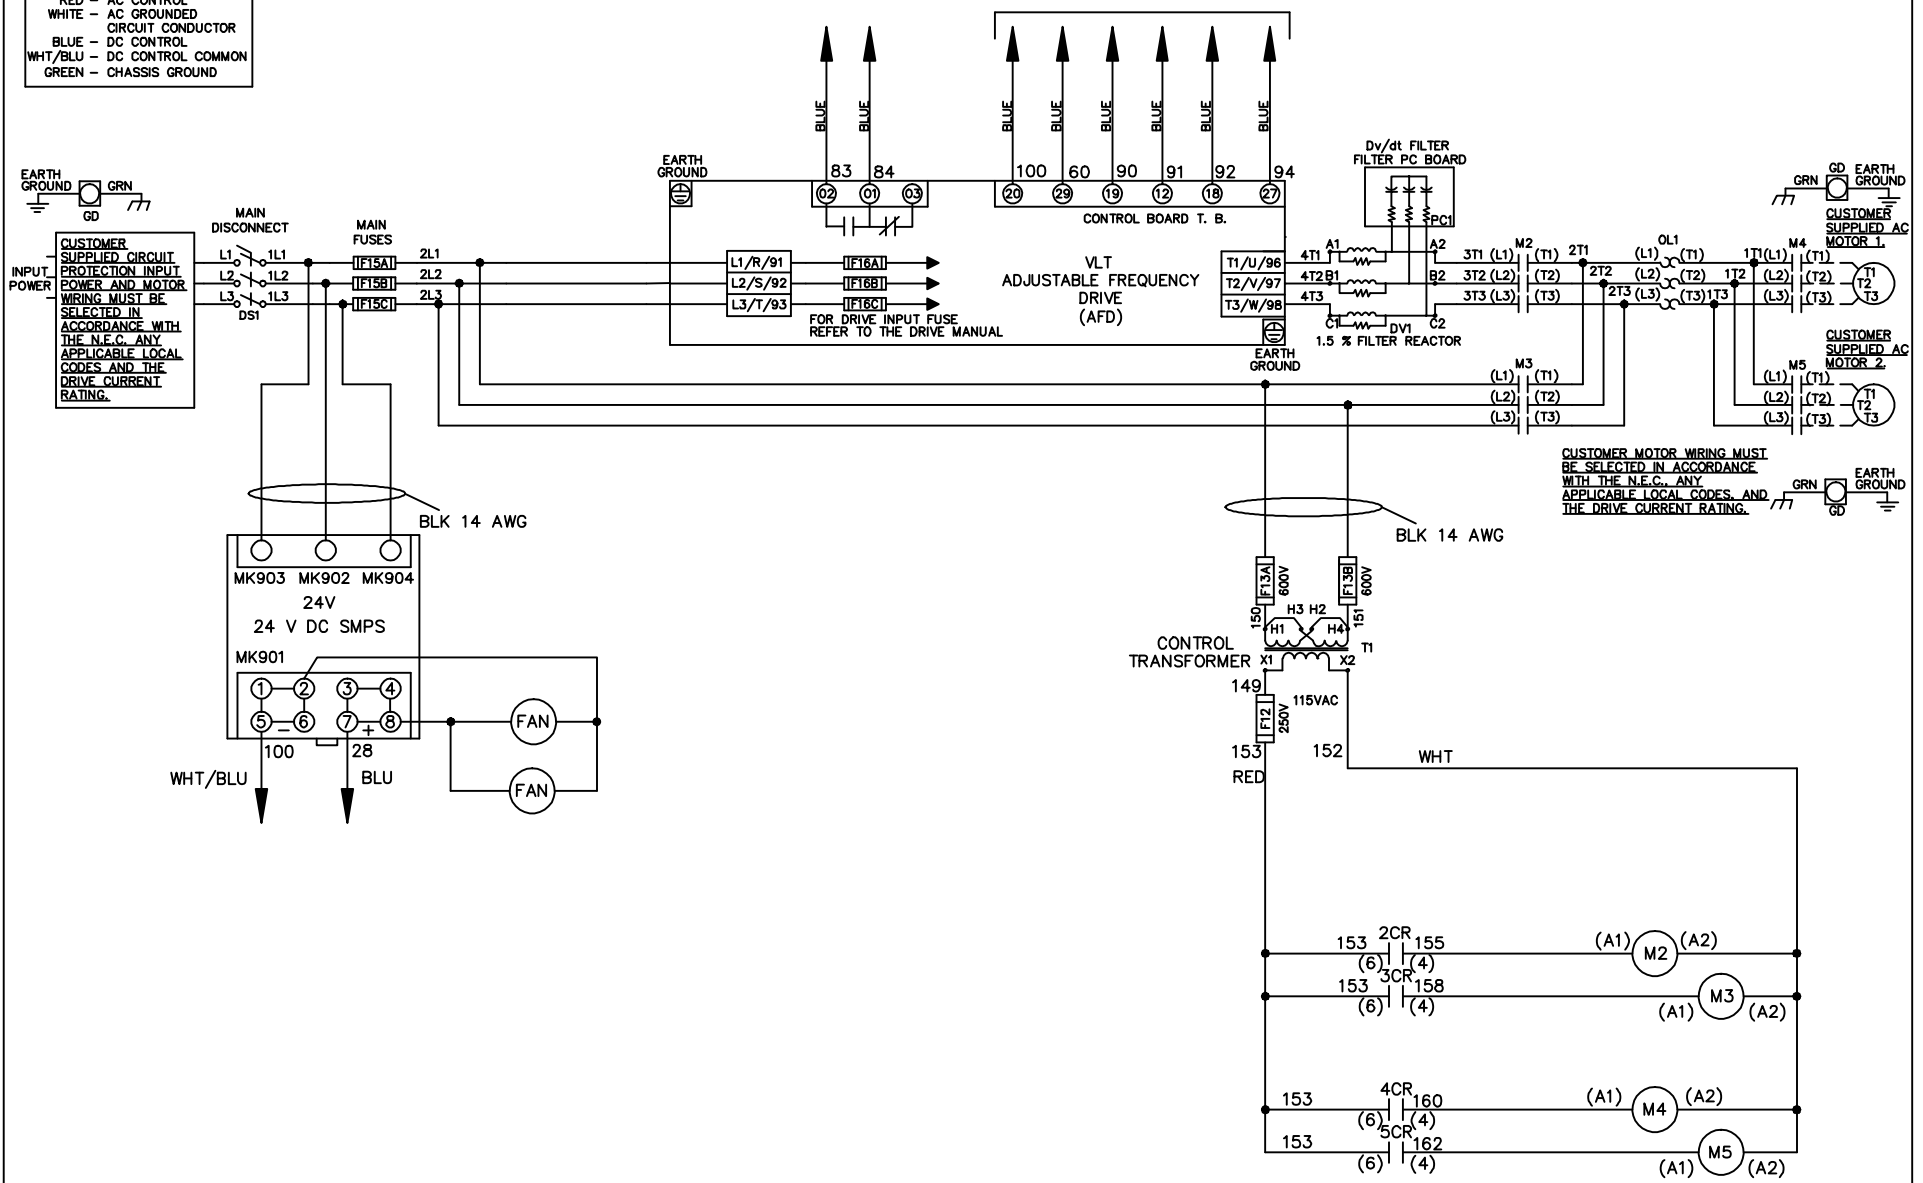 RED – AC CONTROL
WHITE – AC GROUNDED
CIRCUIT CONDUCTOR
BLUE – DC CONTROL
WHT/BLU – DC CONTROL COMMON
GREEN – CHASSIS GROUND
BLUE
BLUE
BLUE
BLUE
BLUE
BLUE
BLUE
BLUE
EARTH
GROUND
GRN
GD
MAIN
DISCONNECT
MAIN
FUSES
EARTH
GROUND
83
84
02
01
03
100
60
90
91
92
94
20
29
19
12
18
27
CONTROL BOARD T. B.
Dv/dt FILTER
FILTER PC BOARD
PC1
GRN
GD
EARTH
GROUND
CUSTOMER
SUPPLIED AC
MOTOR 1.
INPUT
POWER
CUSTOMER
SUPPLIED CIRCUIT
PROTECTION INPUT
POWER AND MOTOR
WIRING MUST BE
SELECTED IN
ACCORDANCE WITH
THE N.E.C. ANY
APPLICABLE LOCAL
CODES AND THE
DRIVE CURRENT
RATING.
L1
1L1
L2
1L2
L3
1L3
DS1
F15A
F15B
F15C
2L1
2L2
2L3
L1/R/91
L2/S/92
L3/T/93
F16A
F16B
F16C
FOR DRIVE INPUT FUSE
REFER TO THE DRIVE MANUAL
VLT
ADJUSTABLE FREQUENCY
DRIVE
(AFD)
T1/U/96
T2/V/97
T3/W/98
EARTH
GROUND
4T1
A1
A2
4T2
B1
B2
4T3
C1
C2
DV1
1.5 % FILTER REACTOR
3T1 (L1)
M2
(T1)
2T1
3T2 (L2)
(T2)
2T2
3T3 (L3)
(T3)
2T3
OL1
(L1)
(T1)
(L2)
(T2)
(L3)
(T3)
1T1
1T2
1T3
M4
(L1)
(T1)
(L2)
(T2)
(L3)
(T3)
T1
T2
T3
M3
(L1)
(T1)
(L2)
(T2)
(L3)
(T3)
CUSTOMER
SUPPLIED AC
MOTOR 2.
M5
(L1)
(T1)
(L2)
(T2)
(L3)
(T3)
T1
T2
T3
CUSTOMER MOTOR WIRING MUST
BE SELECTED IN ACCORDANCE
WITH THE N.E.C., ANY
APPLICABLE LOCAL CODES, AND
THE DRIVE CURRENT RATING.
GRN
GD
EARTH
GROUND
BLK 14 AWG
BLK 14 AWG
MK903
MK902
MK904
24V
24 V DC SMPS
MK901
1
2
3
4
5
–
6
7
+
8
100
28
WHT/BLU
BLU
FAN
FAN
F13A
600V
F13B
600V
150
151
H3 H2
H1
H4
T1
CONTROL
TRANSFORMER
X1
X2
149
115VAC
F12
250V
153
RED
152
WHT
153
2CR
155
(6)
(4)
(A1)
M2
(A2)
153
3CR
158
(6)
(4)
(A1)
M3
(A2)
153
4CR
160
(6)
(4)
(A1)
M4
(A2)
153
5CR
162
(6)
(4)
(A1)
M5
(A2)